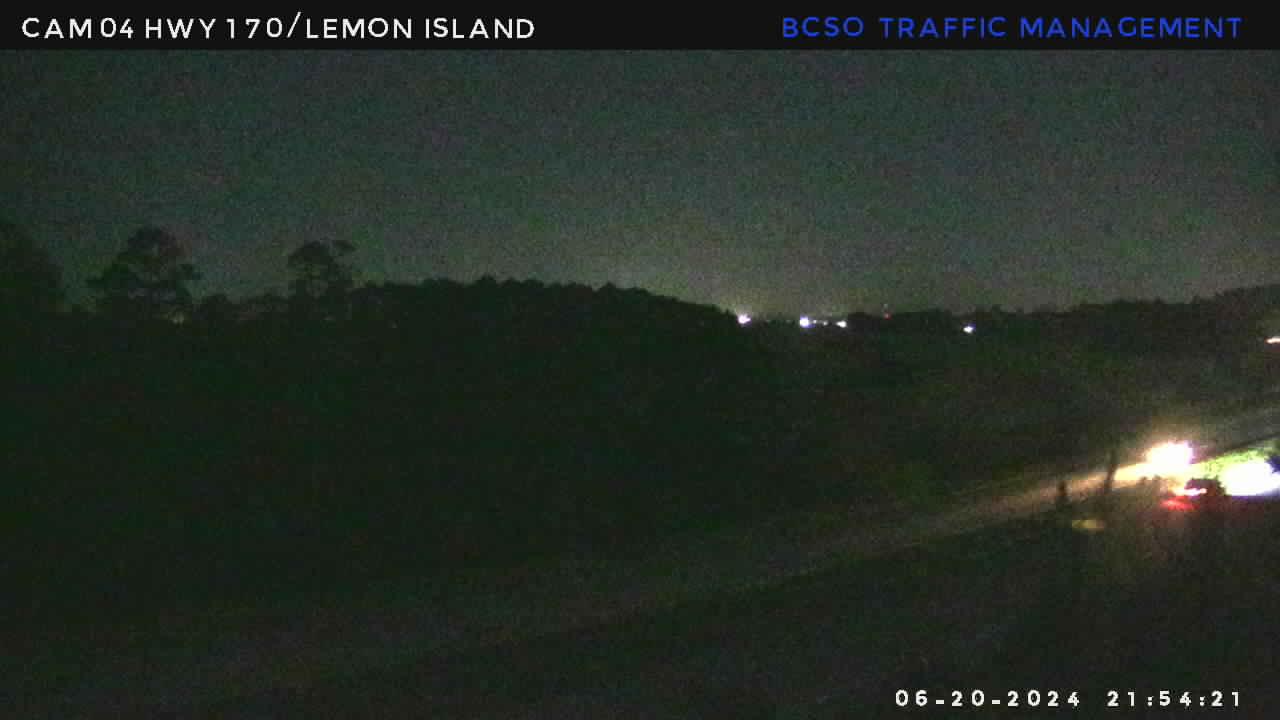 CAM04 HWY 170/LEMON ISLAND
BCSO TRAFFIC MANAGEMENT
06-20-2024 21:54:21